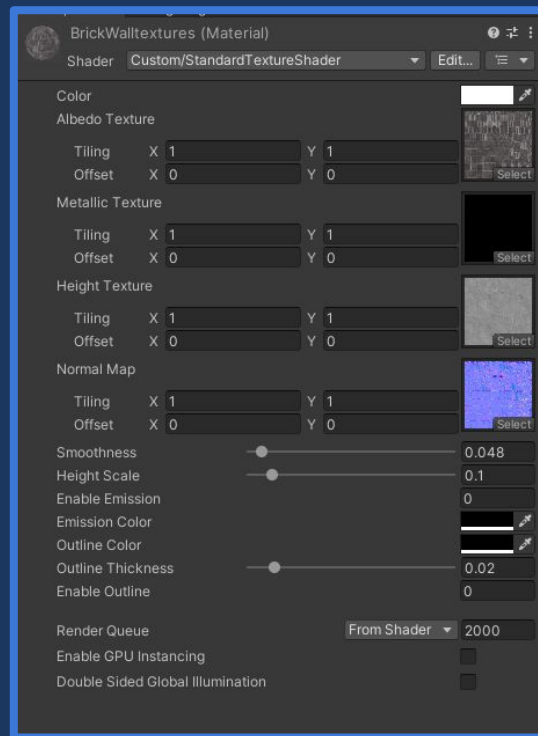 BrickWalltextures (Material)
Shader Custom/StandardTextureShader Edit...
Color
Albedo Texture
Tiling X 1 Y 1
Offset X 0 Y 0 Select
Metallic Texture
Tiling X 1 Y 1
Offset X 0 Y 0 Select
Height Texture
Tiling X 1 Y 1
Offset X 0 Y 0 Select
Normal Map
Tiling X 1 Y 1
Offset X 0 Y 0 Select
Smoothness 0.048
Height Scale 0.1
Enable Emission 0
Emission Color
Outline Color
Outline Thickness 0.02
Enable Outline 0
Render Queue From Shader 2000
Enable GPU Instancing
Double Sided Global Illumination